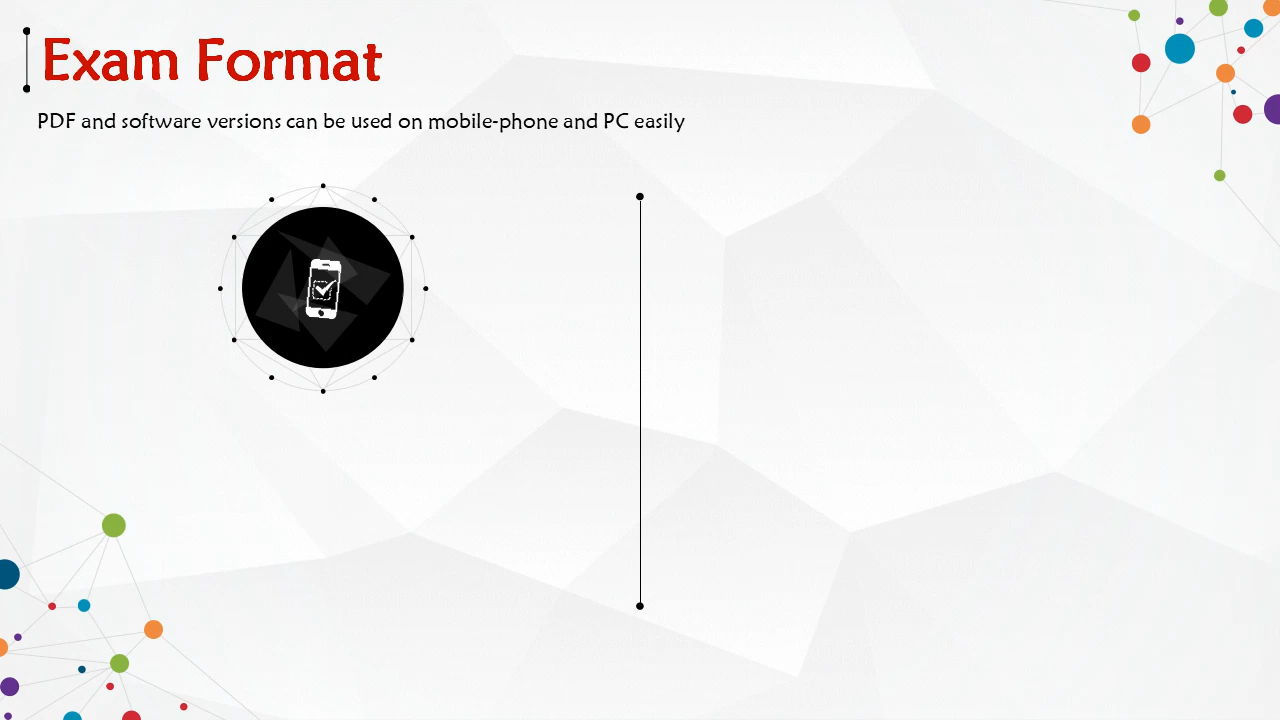 Exam Format
PDF and software versions can be used on mobile-phone and PC easily